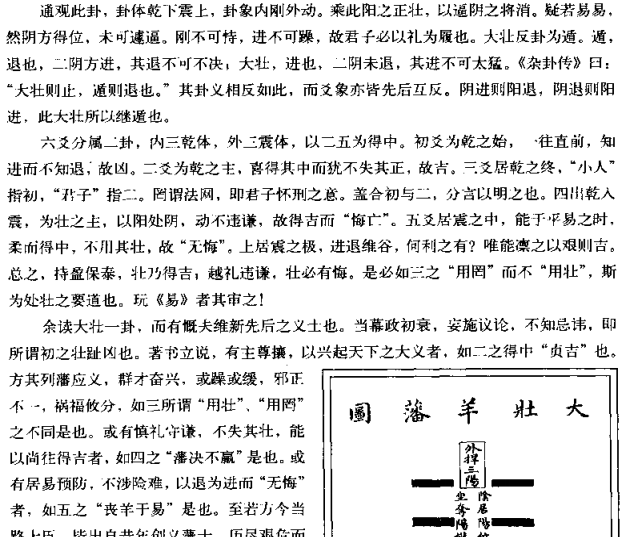 通观此卦，卦体乾下震上，卦象内刚外动。乘此阳之正壮，以逼阴之将消。疑若易易，
然阴方得位，未可遽逼。刚不可恃，进不可躁，故君子必以礼为履也。大壮反卦为遁。遁，
退也，二阴方进，其退不可不决；大壮，进也，二阴未退，其进不可太猛。《杂卦传》曰：
“大壮则止，遁则退也。”其卦义相反如此，而爻象亦皆先后互反。阴进则阳退，阴退则阳
进，此大壮所以继遁也。
六爻分属二卦，内三乾体，外三震体，以二五为得中。初爻为乾之始，一往直前，知
进而不知退，故凶。二爻为乾之主，喜得其中而犹不失其正，故吉。三爻居乾之终，“小人”
指初，“君子”指二。罔谓法网，即君子怀刑之意。盖合初与二，分言以明之也。四出乾入
震，为壮之主，以阳处阴，动不违谦，故得吉而“悔亡”。五爻居震之中，能于平易之时，
柔而得中，不用其壮，故“无悔”。上居震之极，进退维谷，何利之有？唯能凛之以艰则吉。
总之，持盈保泰，壮乃得吉；越礼违谦，壮必有悔。是必如三之“用罔”而不“用壮”，斯
为处壮之要道也。玩《易》者其审之！
余读大壮一卦，而有慨夫维新先后之义士也。当幕政初衰，妄施议论，不知忌讳，即
所谓初之壮趾凶也。著书立说，有主尊攘，以兴起天下之大义者，如二之得中“贞吉”也。
方其列藩应义，群才奋兴，或躁或缓，邪正
不一，祸福攸分，如三所谓“用壮”、“用罔”
之不同是也。或有慎礼守谦，不失其壮，能
以尚往得吉者，如四之“藩决不羸”是也。或
有居易预防，不涉险难，以退为进而“无悔”
者，如五之“丧羊于易”是也。至若方今当
路上臣，皆出自昔年创义藩士，历尽艰危而
圖藩羊壯大
外捍三陽
陰居陽